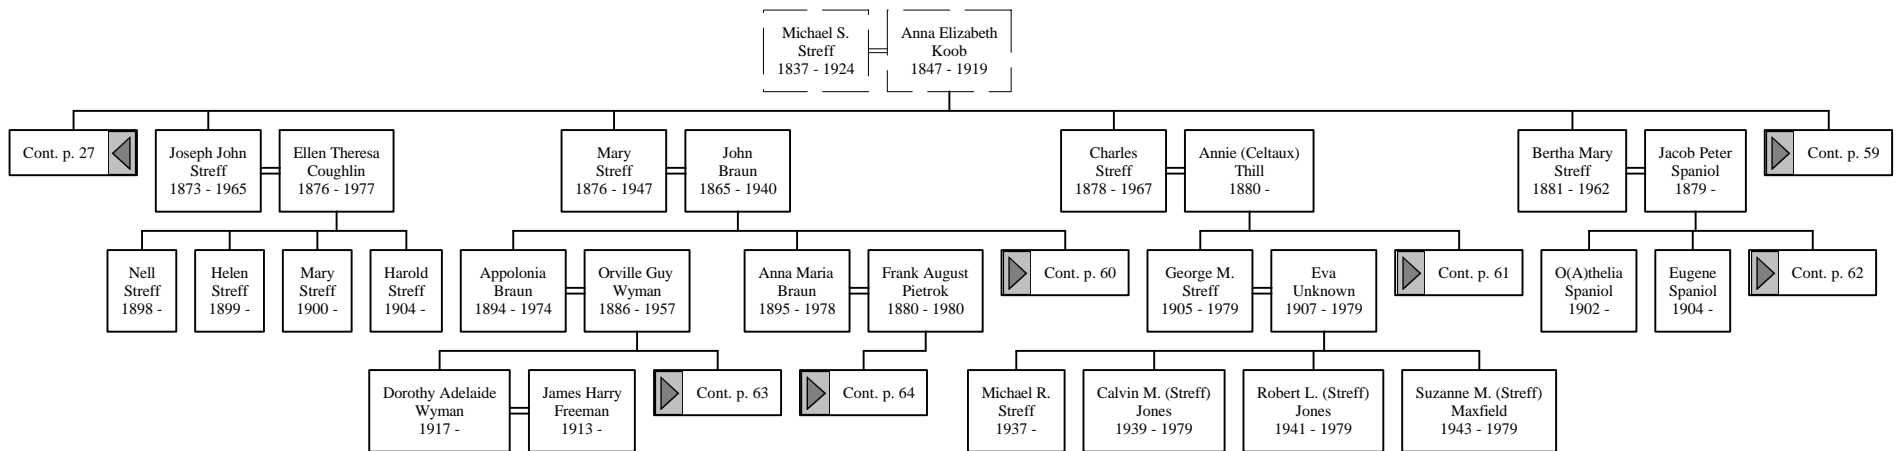 Michael S.
Streff
1837 - 1924
Anna Elizabeth
Koob
1847 - 1919
Cont. p. 27
Joseph John
Streff
1873 - 1965
Ellen Theresa
Coughlin
1876 - 1977
Mary
Streff
1876 - 1947
John
Braun
1865 - 1940
Charles
Streff
1878 - 1967
Annie (Celtaux)
Thill
1880 -
Bertha Mary
Streff
1881 - 1962
Jacob Peter
Spaniol
1879 -
Cont. p. 59
Nell
Streff
1898 -
Helen
Streff
1899 -
Mary
Streff
1900 -
Harold
Streff
1904 -
Appolonia
Braun
1894 - 1974
Orville Guy
Wyman
1886 - 1957
Anna Maria
Braun
1895 - 1978
Frank August
Pietrok
1880 - 1980
Cont. p. 60
George M.
Streff
1905 - 1979
Eva
Unknown
1907 - 1979
Cont. p. 61
O(A)thelia
Spaniol
1902 -
Eugene
Spaniol
1904 -
Cont. p. 62
Dorothy Adelaide
Wyman
1917 -
James Harry
Freeman
1913 -
Cont. p. 63
Cont. p. 64
Michael R.
Streff
1937 -
Calvin M. (Streff)
Jones
1939 - 1979
Robert L. (Streff)
Jones
1941 - 1979
Suzanne M. (Streff)
Maxfield
1943 - 1979